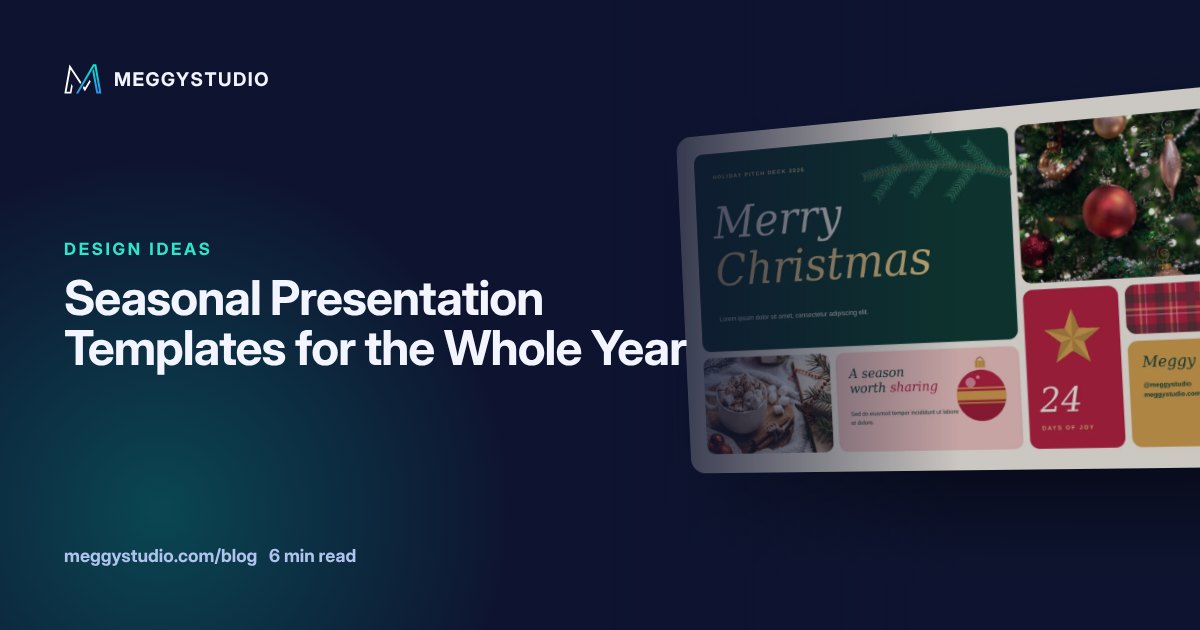 MEGGYSTUDIO
DESIGN IDEAS
Seasonal Presentation
Templates for the Whole Year
meggystudio.com/blog 6 min read
HOLIDAY PITCH DECK 2025
Merry
Christmas
Lorem ipsum dolor sit amet, consectetur adipiscing elit.
A season
worth sharing
Sed do eiusmod tempor incididunt ut labore
et dolore.
24
DAYS OF JOY
Meggy
@meggystudio
meggystudio.com